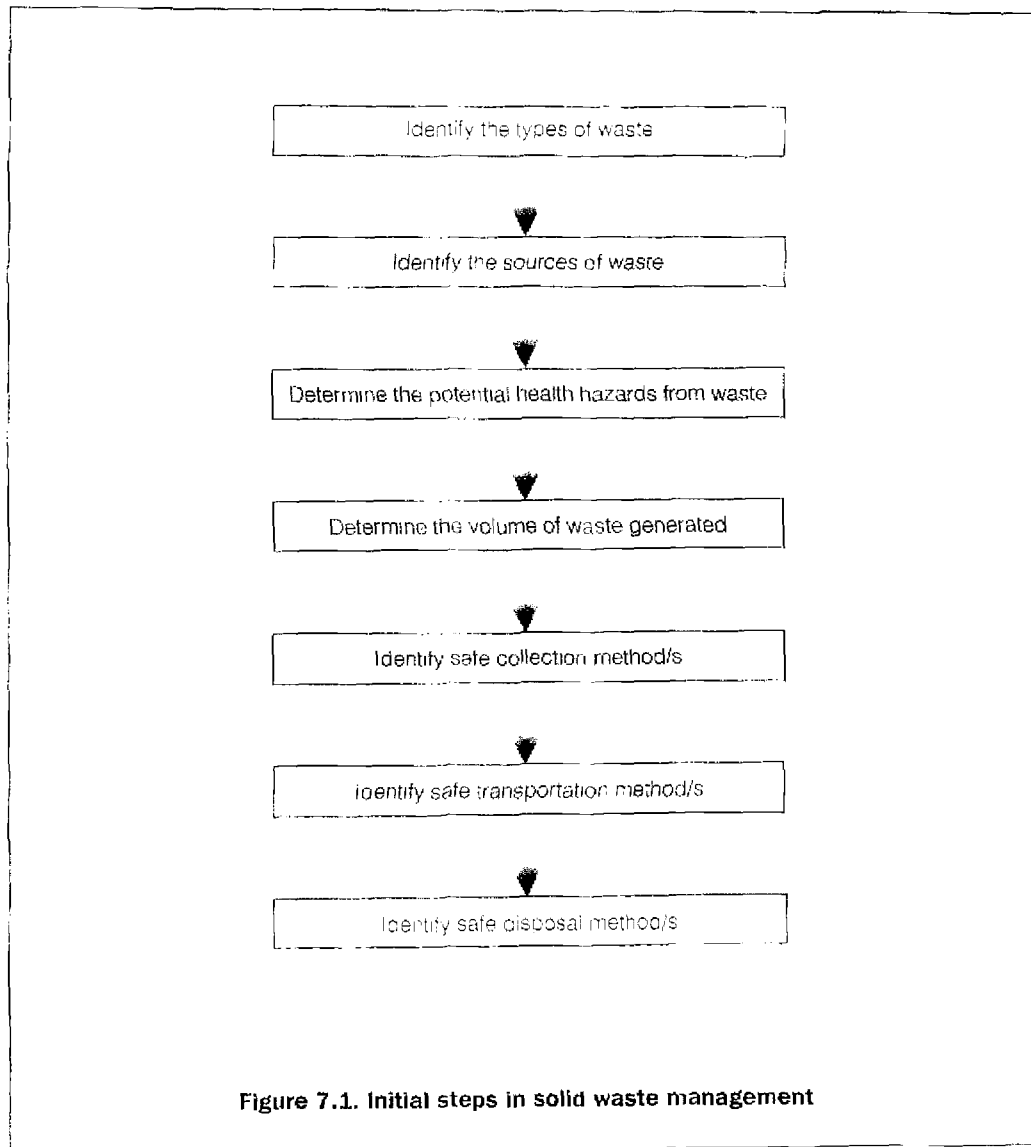 Identify the types of waste
Identify the sources of waste
Determine the potential health hazards from waste
Determine the volume of waste generated
Identify safe collection method/s
Identify safe transportation method/s
Identify safe disposal method/s
Figure 7.1. Initial steps in solid waste management